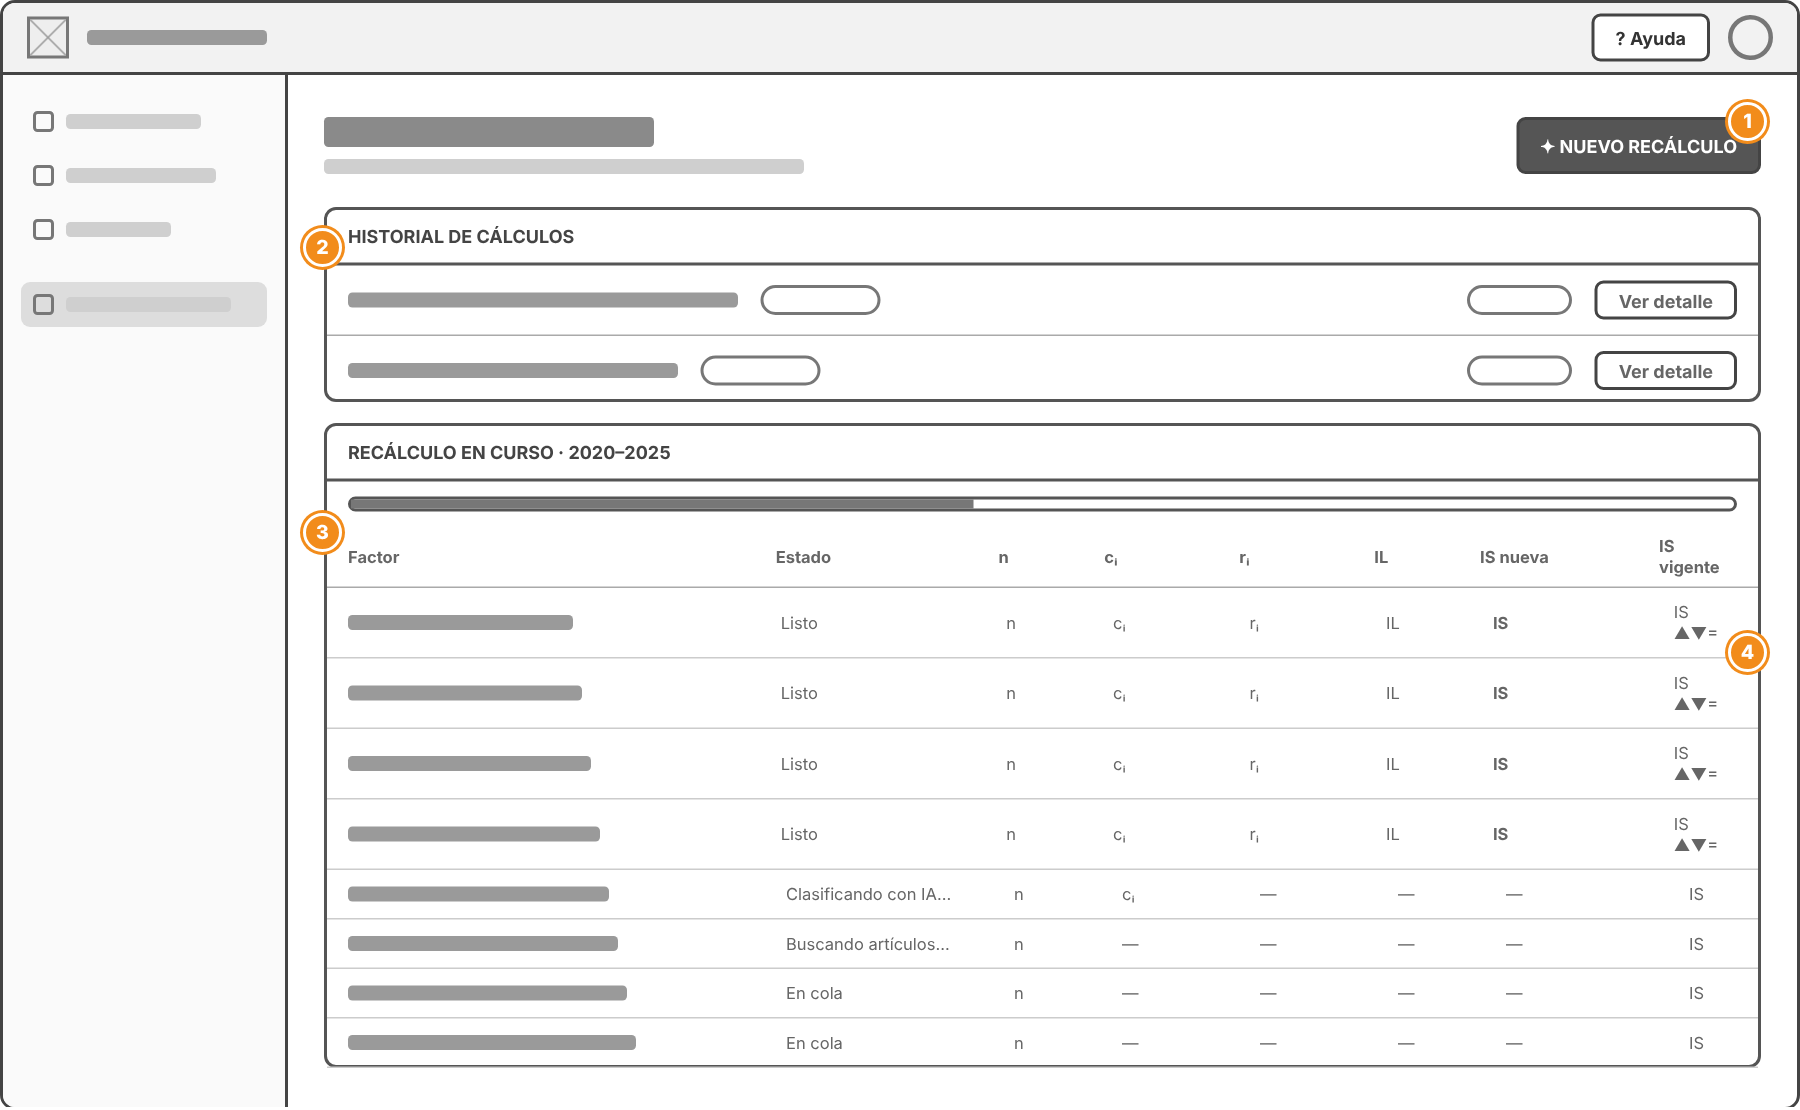 ? Ayuda
1
✦ NUEVO RECÁLCULO
2
HISTORIAL DE CÁLCULOS
Ver detalle
Ver detalle
RECÁLCULO EN CURSO · 2020–2025
3
Factor Estado n cᵢ rᵢ IL IS nueva IS vigente
Listo n cᵢ rᵢ IL IS IS ▲▼=
4
Listo n cᵢ rᵢ IL IS IS ▲▼=
Listo n cᵢ rᵢ IL IS IS ▲▼=
Listo n cᵢ rᵢ IL IS IS ▲▼=
Clasificando con IA... n cᵢ — — — IS
Buscando artículos... n — — — — IS
En cola n — — — — IS
En cola n — — — — IS